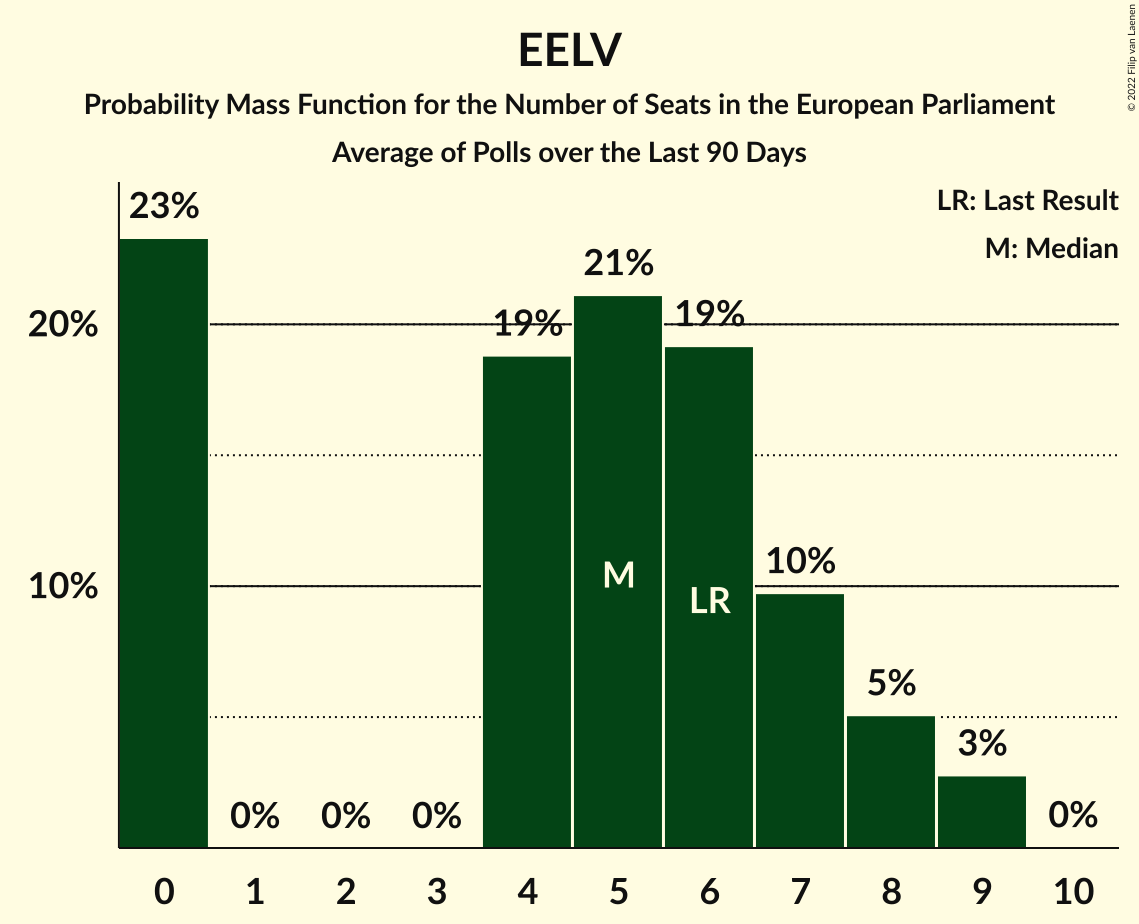 EELV
Probability Mass Function for the Number of Seats in the European Parliament
Average of Polls over the Last 90 Days
© 2022 Filip van Laenen
LR: Last Result
M: Median
23%
0%
0%
0%
19%
21%
19%
10%
5%
3%
0%
20%
10%
M
LR
0 1 2 3 4 5 6 7 8 9 10